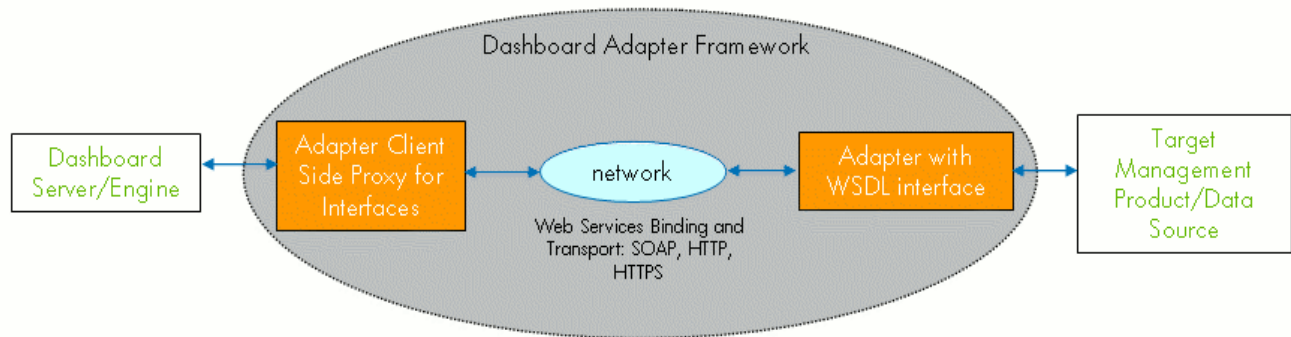 Dashboard Adapter Framework
Dashboard
Server/Engine
Adapter Client
Side Proxy for
Interfaces
network
Web Services Binding and
Transport: SOAP, HTTP,
HTTPS
Adapter with
WSDL interface
Target
Management
Product/Data
Source